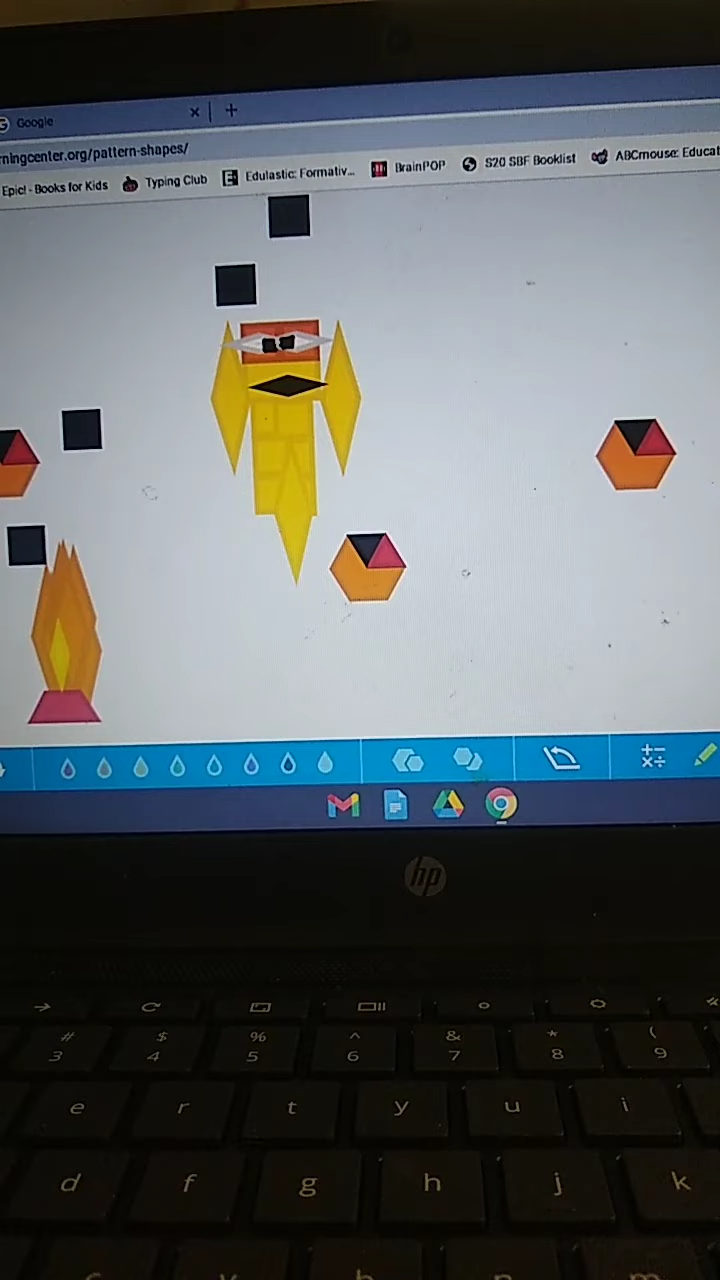 Google
rningcenter.org/pattern-shapes/
Epic! - Books for Kids Typing Club Edulastic: Formativ... BrainPOP S20 SBF Booklist ABCmouse: Educat
hp
# $ % ^ & * (
3 4 5 6 7 8 9
e r t y u i
d f g h j k